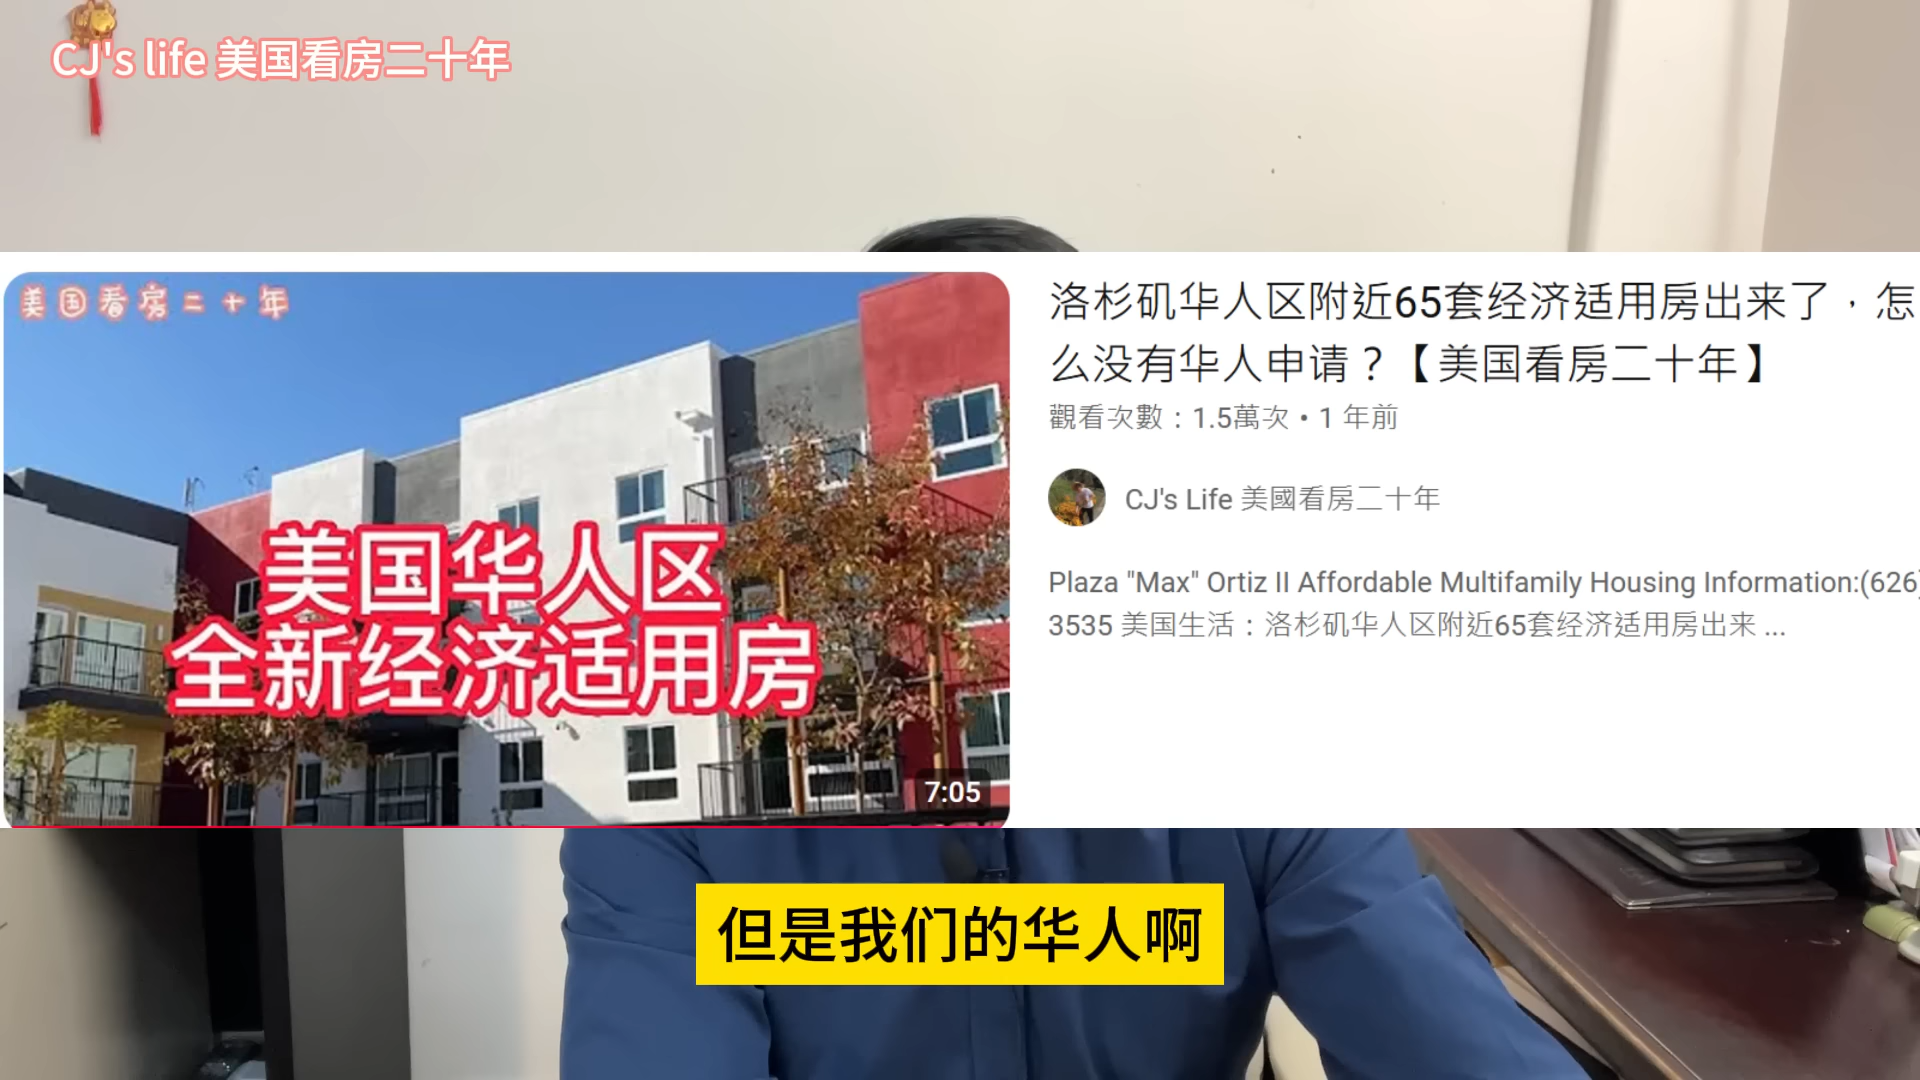 CJ's life 美国看房二十年
美国看房二十年
美国华人区
全新经济适用房
7:05
洛杉矶华人区附近65套经济适用房出来了，怎
么没有华人申请？【美国看房二十年】
觀看次數：1.5萬次 • 1 年前
CJ's Life 美國看房二十年
Plaza "Max" Ortiz II Affordable Multifamily Housing Information:(626)
3535 美国生活：洛杉矶华人区附近65套经济适用房出来 ...
但是我们的华人啊